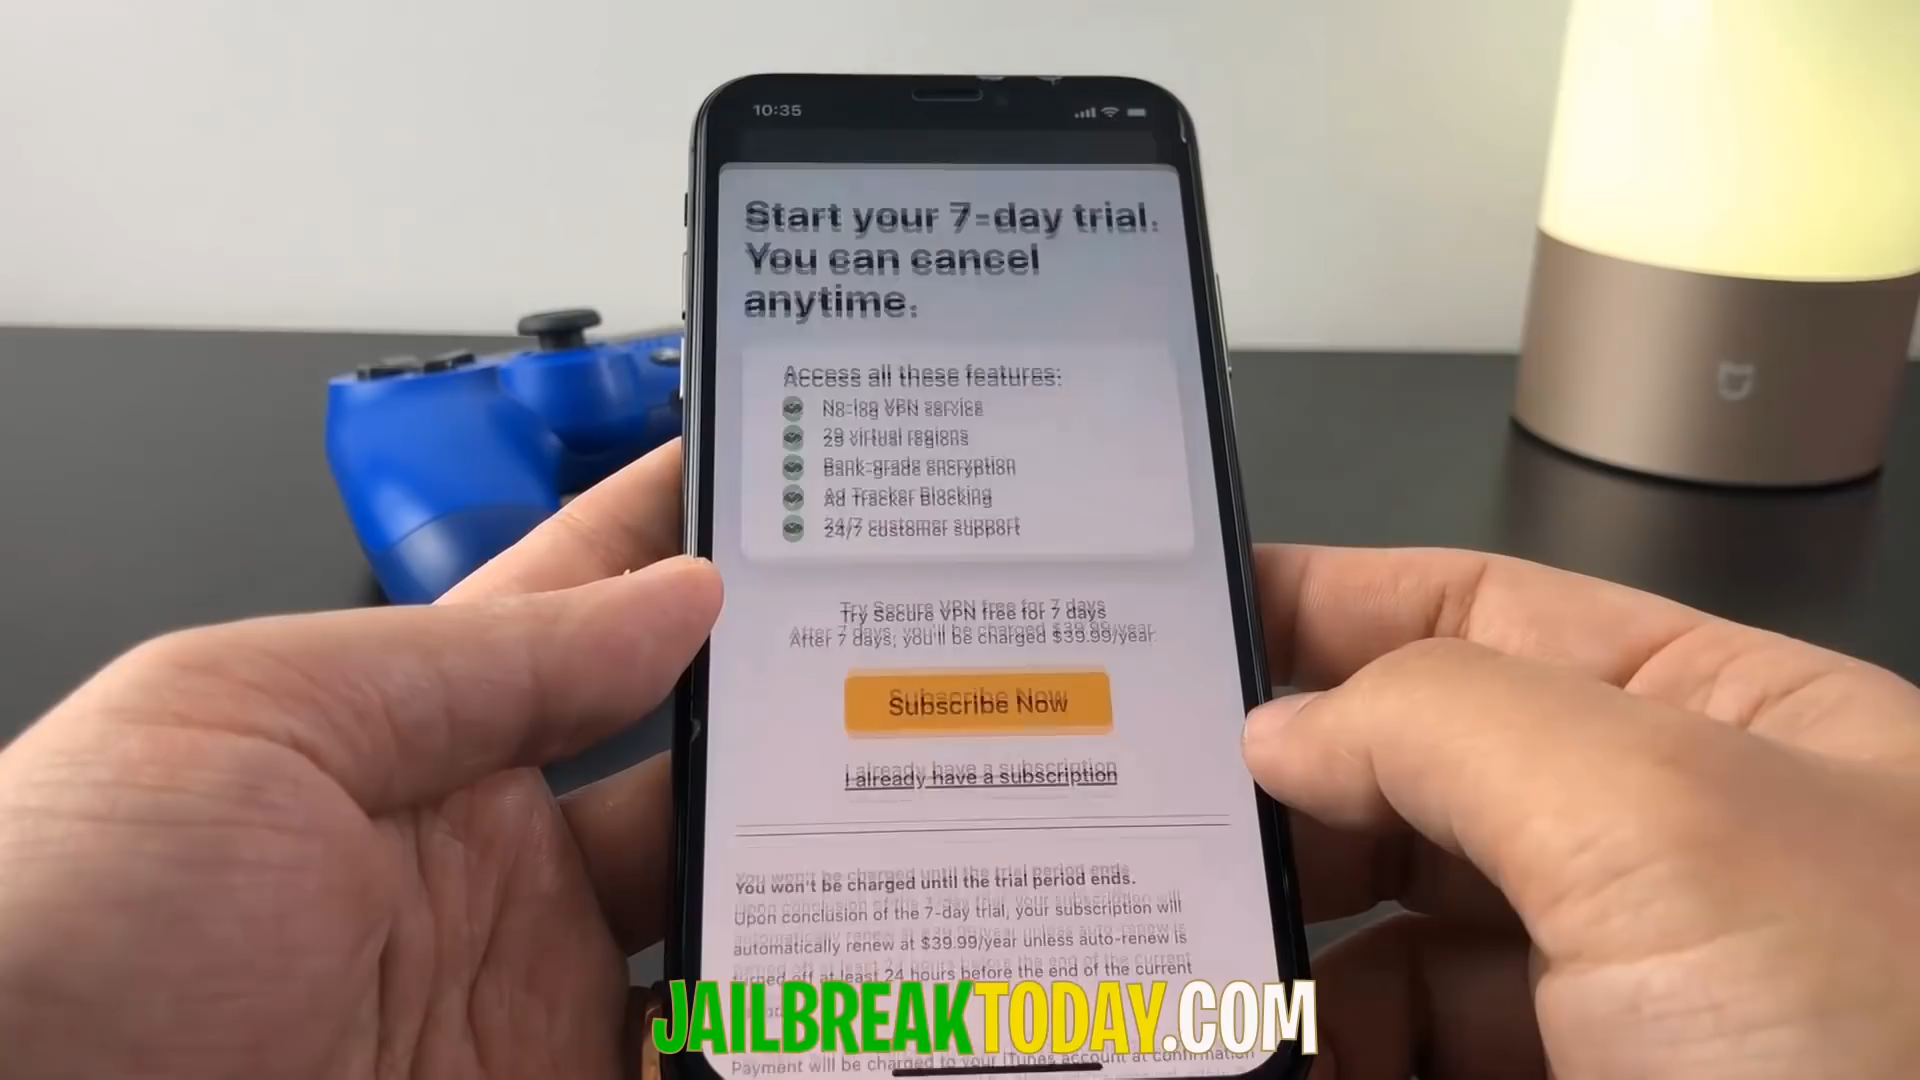 10:35
Start your 7-day trial.
You can cancel
anytime.
Access all these features:
No-log VPN service
29 virtual regions
Bank-grade encryption
Ad Tracker Blocking
24/7 customer support
Try Secure VPN free for 7 days
After 7 days, you'll be charged $39.99/year.
Subscribe Now
I already have a subscription
You won't be charged until the trial period ends.
Upon conclusion of the 7-day trial, your subscription will
automatically renew at $39.99/year unless auto-renew is
turned off at least 24 hours before the end of the current
JAILBREAKTODAY.COM
Payment will be charged to your iTunes account at confirmation